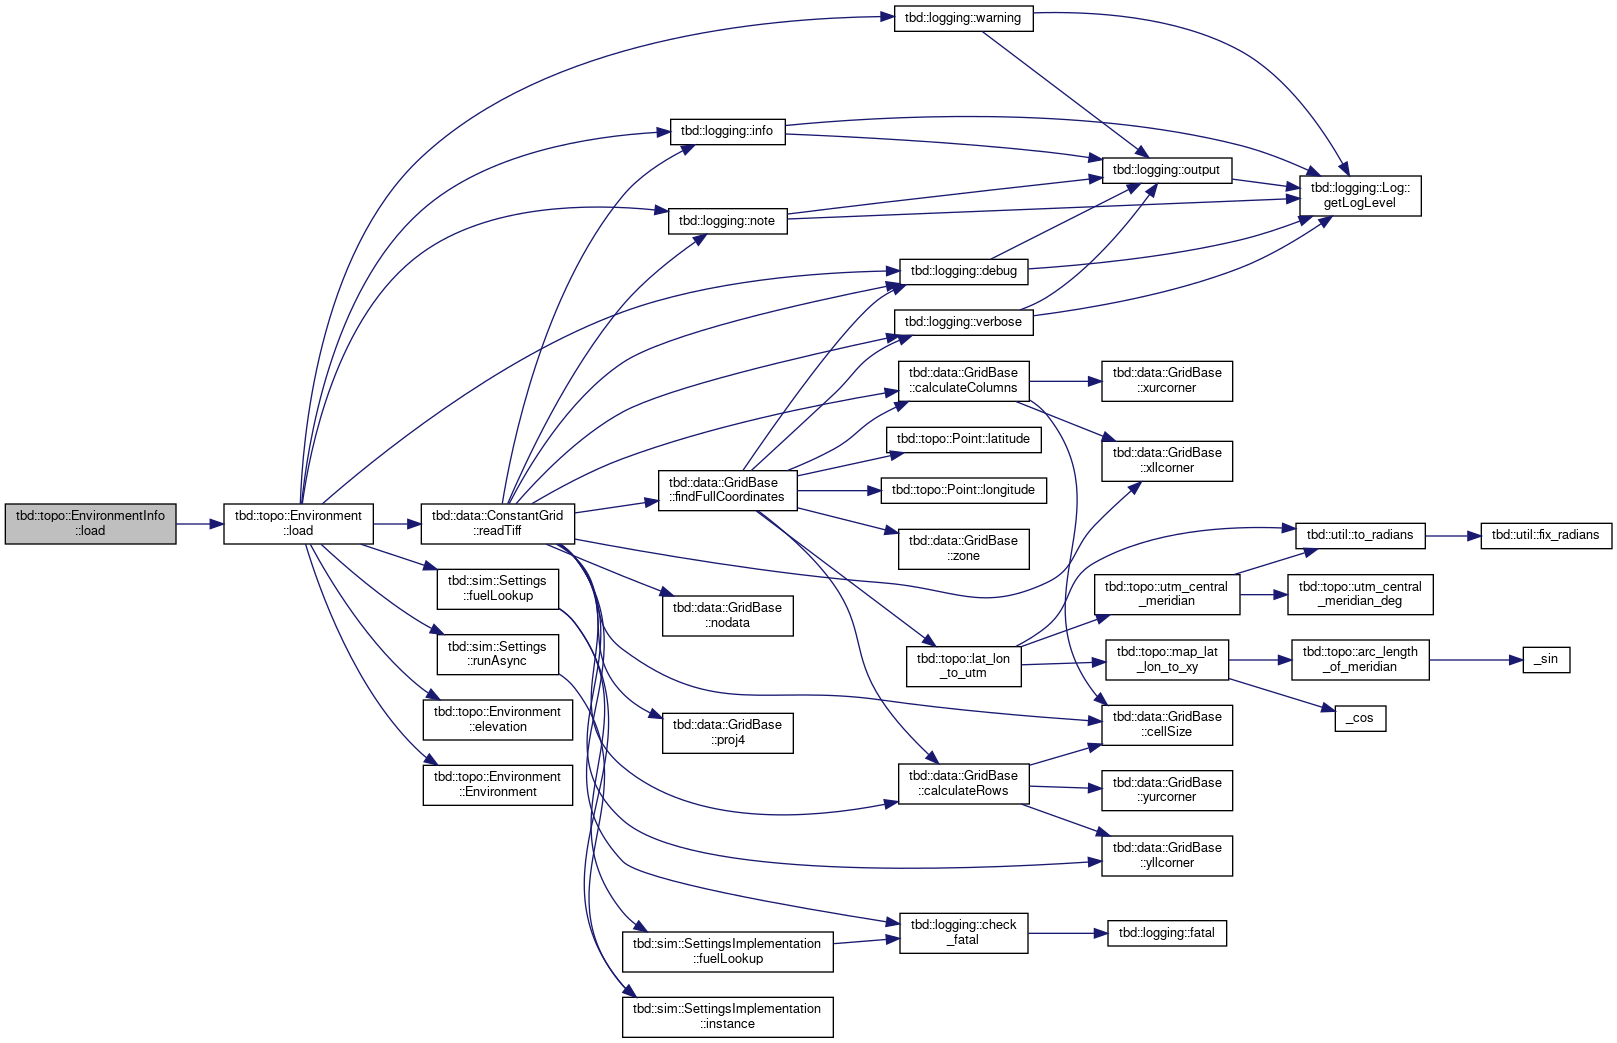 tbd::topo::EnvironmentInfo
::load
tbd::topo::Environment
::load
tbd::data::ConstantGrid
::readTiff
tbd::sim::Settings
::fuelLookup
tbd::sim::Settings
::runAsync
tbd::topo::Environment
::elevation
tbd::topo::Environment
::Environment
tbd::logging::info
tbd::logging::note
tbd::data::GridBase
::findFullCoordinates
tbd::data::GridBase
::nodata
tbd::data::GridBase
::proj4
tbd::sim::SettingsImplementation
::fuelLookup
tbd::sim::SettingsImplementation
::instance
tbd::logging::warning
tbd::logging::debug
tbd::logging::verbose
tbd::data::GridBase
::calculateColumns
tbd::topo::Point::latitude
tbd::topo::Point::longitude
tbd::data::GridBase
::zone
tbd::topo::lat_lon
_to_utm
tbd::data::GridBase
::calculateRows
tbd::logging::check
_fatal
tbd::logging::output
tbd::data::GridBase
::xurcorner
tbd::data::GridBase
::xllcorner
tbd::topo::utm_central
_meridian
tbd::topo::map_lat
_lon_to_xy
tbd::data::GridBase
::cellSize
tbd::data::GridBase
::yurcorner
tbd::data::GridBase
::yllcorner
tbd::logging::fatal
tbd::logging::Log::
getLogLevel
tbd::util::to_radians
tbd::topo::utm_central
_meridian_deg
tbd::topo::arc_length
_of_meridian
_cos
tbd::util::fix_radians
_sin